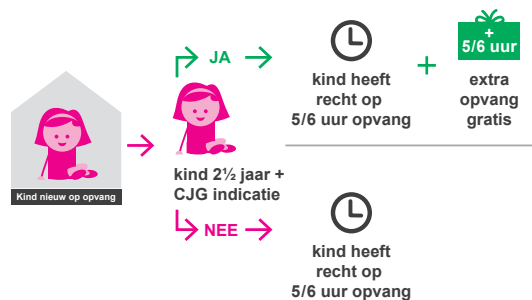 JA
kind heeft
recht op
5/6 uur opvang
+
+
5/6 uur
extra
opvang
gratis
Kind nieuw op opvang
kind 2½ jaar +
CJG indicatie
NEE
kind heeft
recht op
5/6 uur opvang